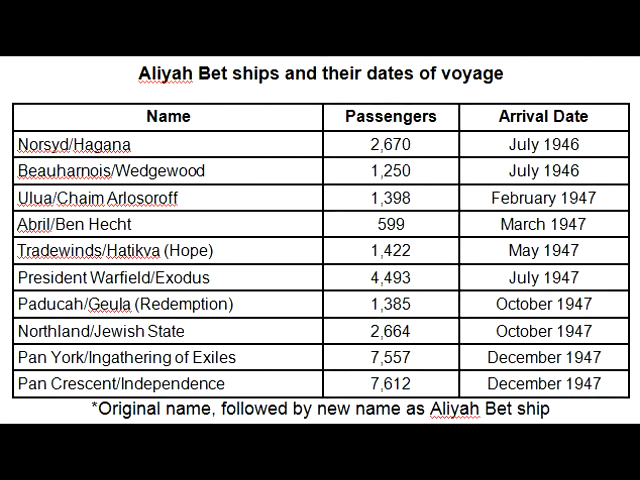 Aliyah Bet ships and their dates of voyage
Name Passengers Arrival Date
Norsyd/Hagana 2,670 July 1946
Beauharnois/Wedgewood 1,250 July 1946
Ulua/Chaim Arlosoroff 1,398 February 1947
Abril/Ben Hecht 599 March 1947
Tradewinds/Hatikva (Hope) 1,422 May 1947
President Warfield/Exodus 4,493 July 1947
Paducah/Geula (Redemption) 1,385 October 1947
Northland/Jewish State 2,664 October 1947
Pan York/Ingathering of Exiles 7,557 December 1947
Pan Crescent/Independence 7,612 December 1947
*Original name, followed by new name as Aliyah Bet ship